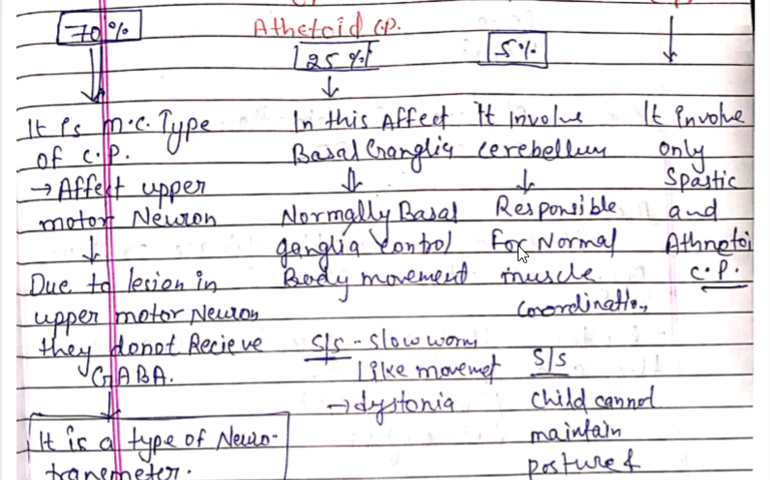 70%
It is m.c. Type
of C.P.
→ Affect upper
motor Neuron
↓
Due to lesion in
upper motor Neuron
they donot Recieve
GABA.
It is a type of Neuro-
transmeter.
Athetoid C.P.
25%
↓
In this Affect
Basal Ganglia
↓
Normally Basal
ganglia control
Body movement
S/s - Slow worm
like movemet
→ dystonia
5%
It Involve
cerebellum
↓
Responsible
For Normal
muscle
coordination
S/s
child cannot
maintain
posture &
↓
It involve
only
Spastic
and
Athnetoi
C.P.